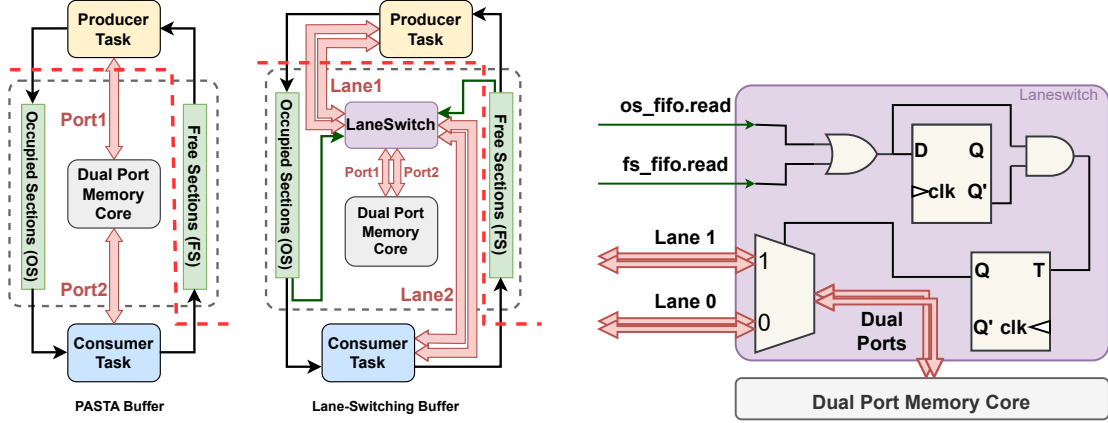 Producer
Task
Port1
Occupied Sections (OS)
Free Sections (FS)
Dual Port
Memory
Core
Port2
Consumer
Task
PASTA Buffer
Producer
Task
Lane1
LaneSwitch
Occupied Sections (OS)
Free Sections (FS)
Port1
Port2
Dual Port
Memory
Core
Lane2
Consumer
Task
Lane-Switching Buffer
Laneswitch
os_fifo.read
fs_fifo.read
D
Q
clk
Q'
Lane 1
1
Lane 0
0
Q
T
Q'
clk
Dual
Ports
Dual Port Memory Core